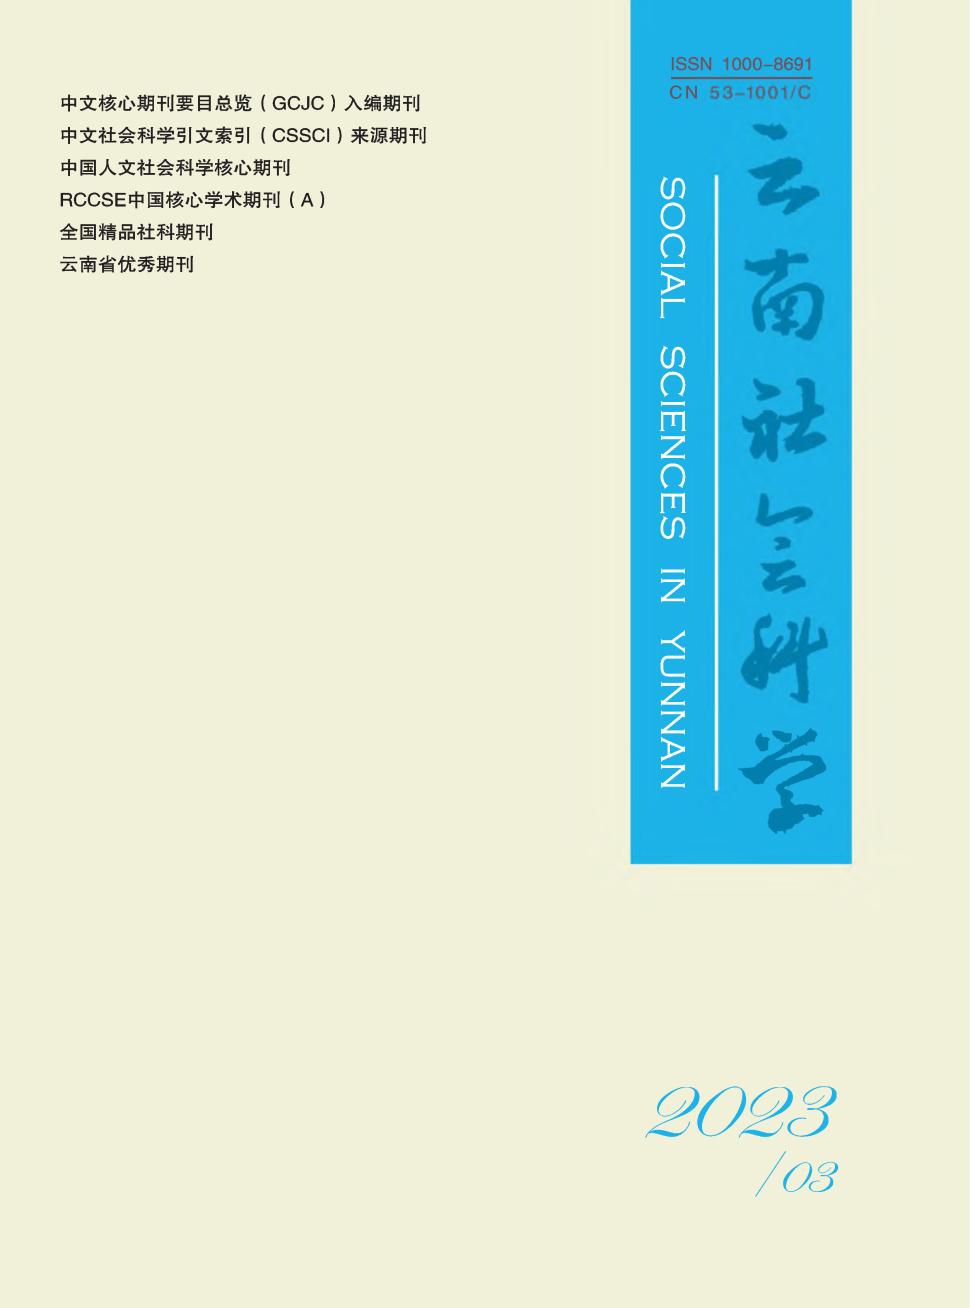 中文核心期刊要目总览（GCJC）入编期刊
中文社会科学引文索引（CSSCI）来源期刊
中国人文社会科学核心期刊
RCCSE中国核心学术期刊（A）
全国精品社科期刊
云南省优秀期刊
ISSN 1000-8691
CN 53-1001/C
云南社会科学
SOCIAL SCIENCES IN YUNNAN
2023
/03